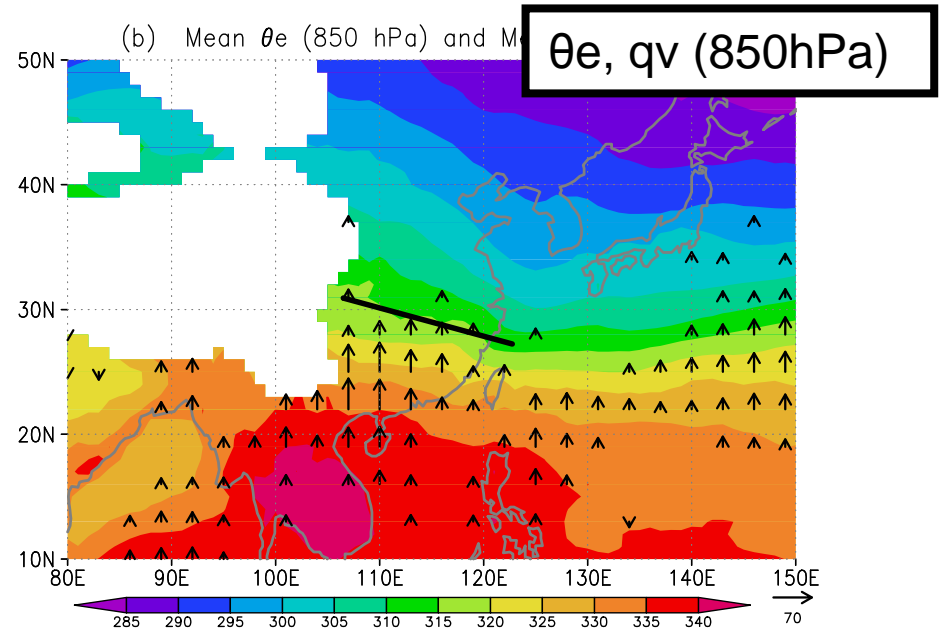 (b) Mean θe (850 hPa) and
θe, qv (850hPa)
50N
40N
30N
20N
10N
80E 90E 100E 110E 120E 130E 140E 150E
285 290 295 300 305 310 315 320 325 330 335 340
70